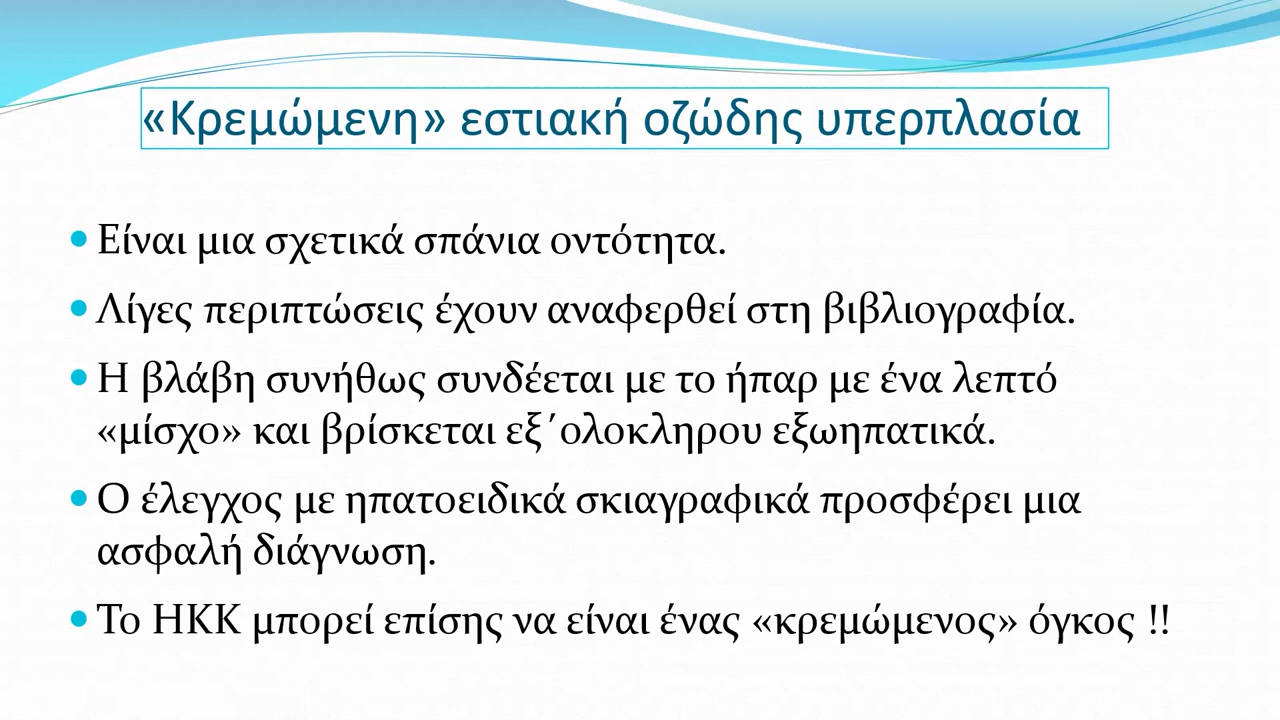 «Κρεμώμενη» εστιακή οζώδης υπερπλασία
Είναι μια σχετικά σπάνια οντότητα.
Λίγες περιπτώσεις έχουν αναφερθεί στη βιβλιογραφία.
Η βλάβη συνήθως συνδέεται με το ήπαρ με ένα λεπτό
«μίσχο» και βρίσκεται εξ΄ολοκληρου εξωηπατικά.
Ο έλεγχος με ηπατοειδικά σκιαγραφικά προσφέρει μια
ασφαλή διάγνωση.
Το ΗΚΚ μπορεί επίσης να είναι ένας «κρεμώμενος» όγκος !!